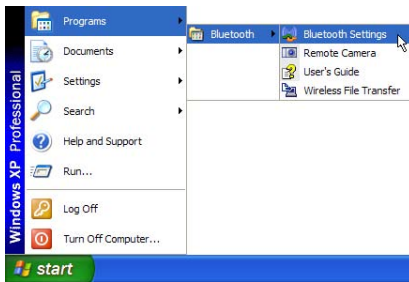 Programs
Documents
Settings
Search
Help and Support
Run...
Log Off
Turn Off Computer...
Windows XP Professional
start
Bluetooth
Bluetooth Settings
Remote Camera
User's Guide
Wireless File Transfer